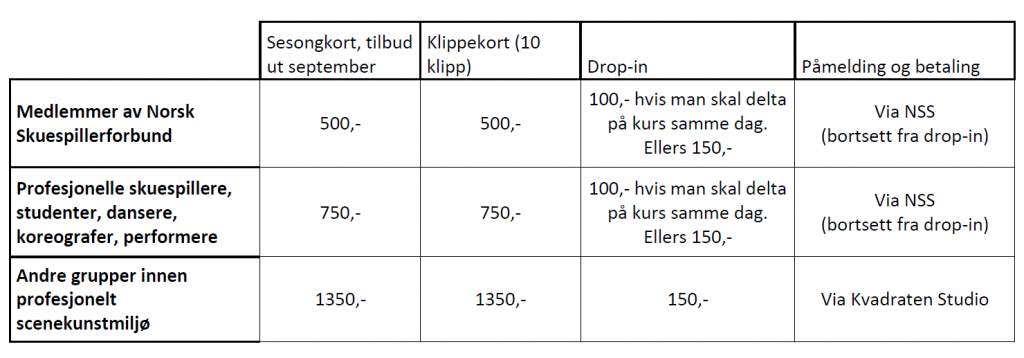 Sesongkort, tilbud
ut september
Klippekort (10
klipp)
Drop-in
Påmelding og betaling
Medlemmer av Norsk
Skuespillerforbund
500,-
500,-
100,- hvis man skal delta
på kurs samme dag.
Ellers 150,-
Via NSS
(bortsett fra drop-in)
Profesjonelle skuespillere,
studenter, dansere,
koreografer, performere
750,-
750,-
100,- hvis man skal delta
på kurs samme dag.
Ellers 150,-
Via NSS
(bortsett fra drop-in)
Andre grupper innen
profesjonelt
scenekunstmiljø
1350,-
1350,-
150,-
Via Kvadraten Studio